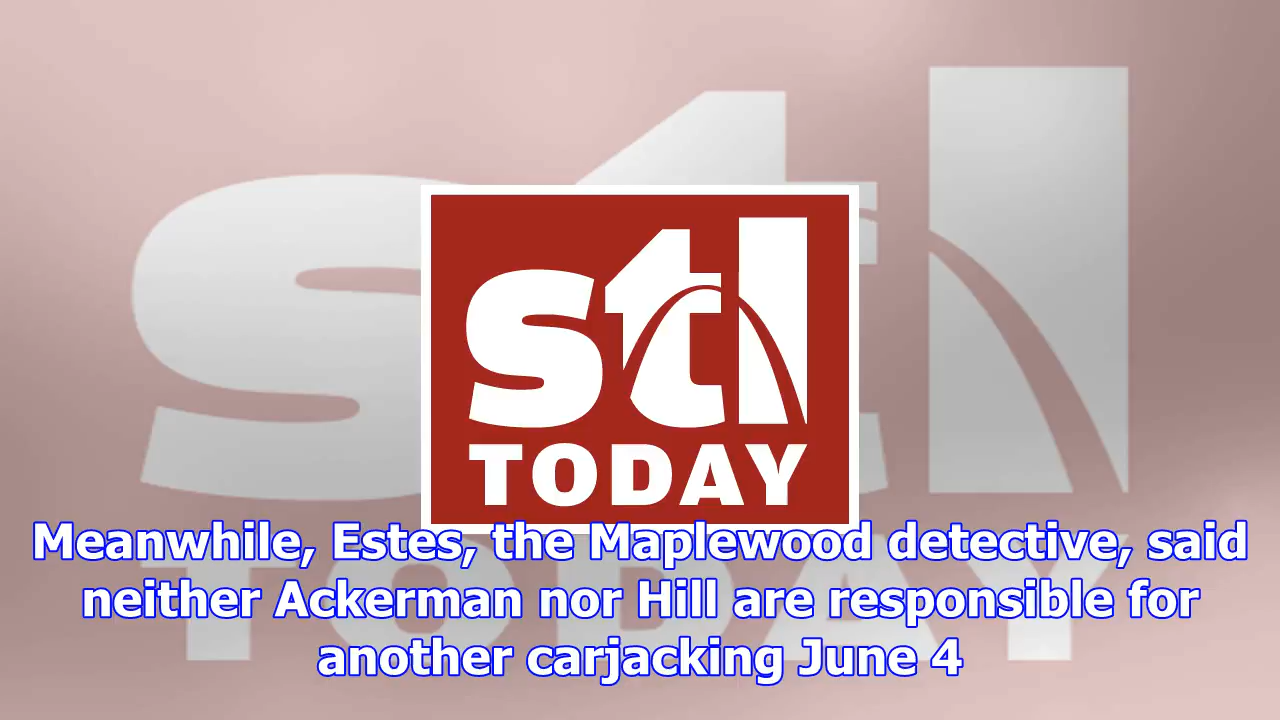 stl
TODAY
Meanwhile, Estes, the Maplewood detective, said
neither Ackerman nor Hill are responsible for
another carjacking June 4